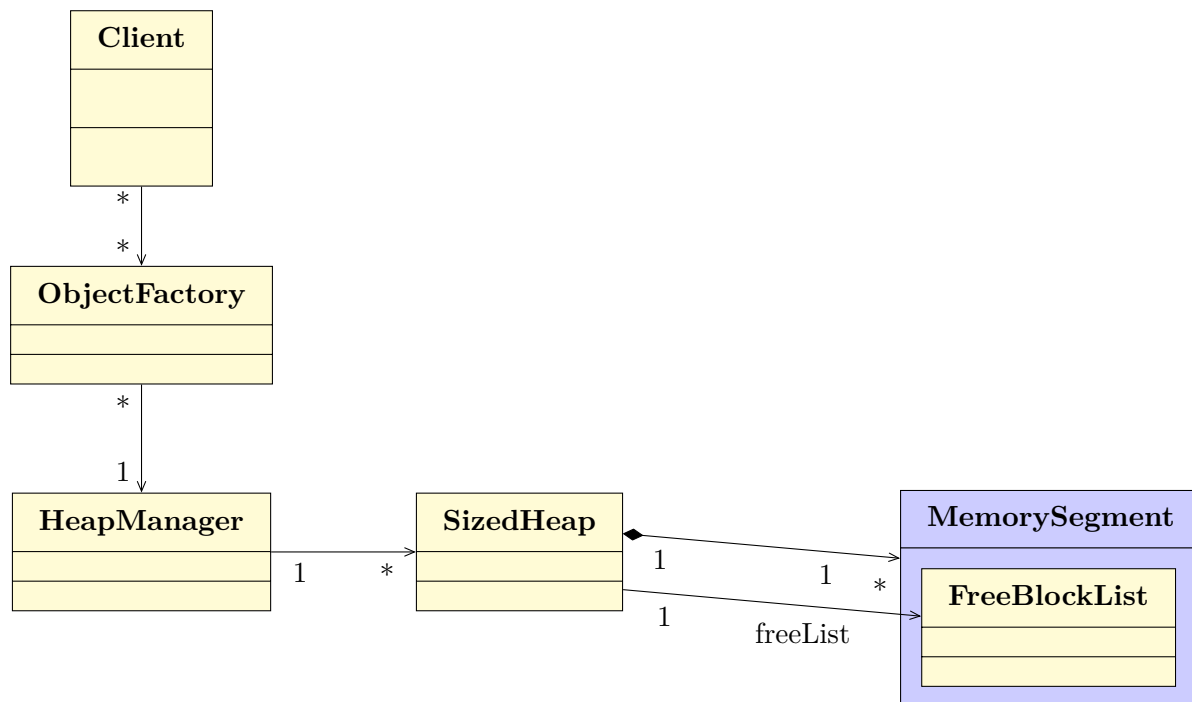 Client
*
*
ObjectFactory
*
1
HeapManager
1
*
SizedHeap
1
1
MemorySegment
1
freeList
*
FreeBlockList